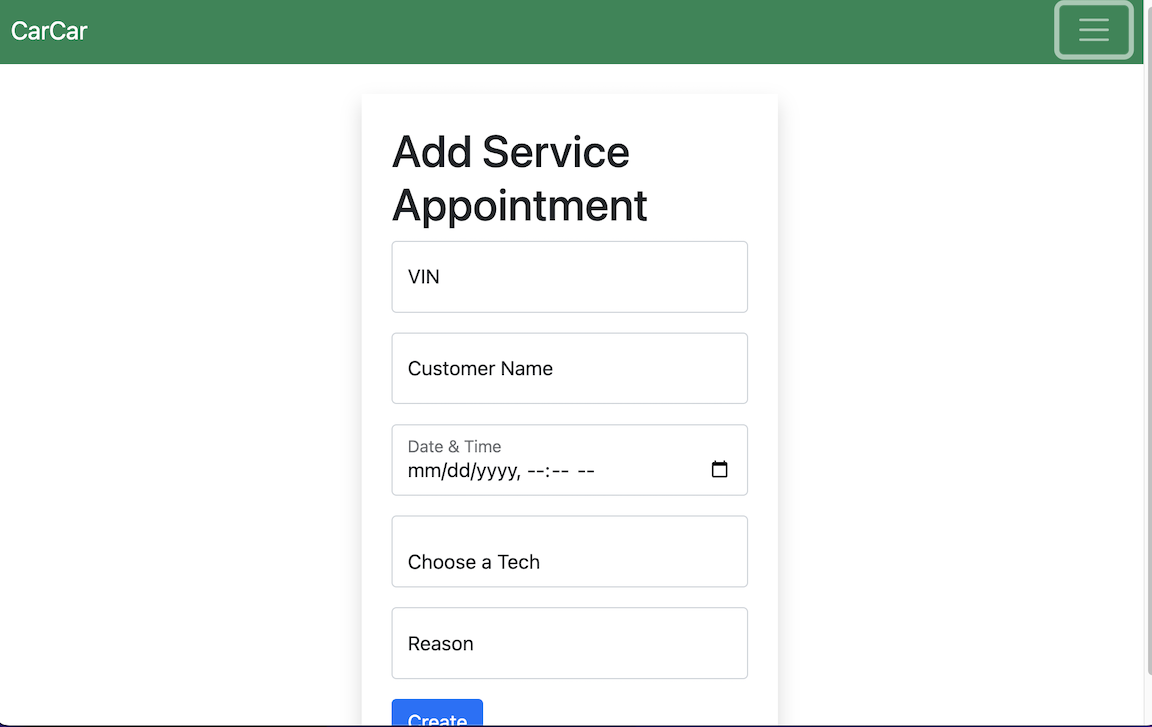 CarCar
Add Service
Appointment
VIN
Customer Name
Date & Time
mm/dd/yyyy, --:-- --
Choose a Tech
Reason
Create